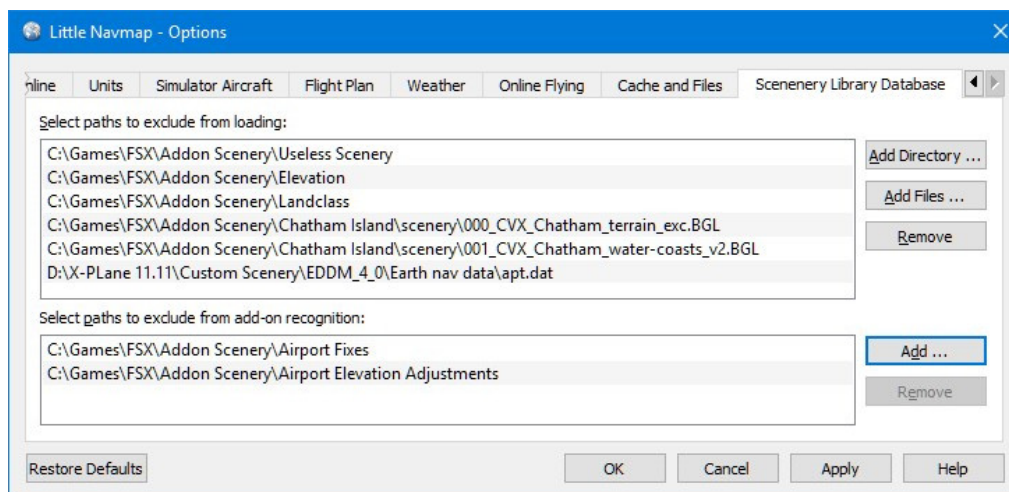 Little Navmap - Options
nline Units Simulator Aircraft Flight Plan Weather Online Flying Cache and Files Scenenery Library Database
Select paths to exclude from loading:
C:\Games\FSX\Addon Scenery\Useless Scenery
C:\Games\FSX\Addon Scenery\Elevation
C:\Games\FSX\Addon Scenery\Landclass
C:\Games\FSX\Addon Scenery\Chatham Island\scenery\000_CVX_Chatham_terrain_exc.BGL
C:\Games\FSX\Addon Scenery\Chatham Island\scenery\001_CVX_Chatham_water-coasts_v2.BGL
D:\X-PLane 11.11\Custom Scenery\EDDM_4_0\Earth nav data\apt.dat
Add Directory ...
Add Files ...
Remove
Select paths to exclude from add-on recognition:
C:\Games\FSX\Addon Scenery\Airport Fixes
C:\Games\FSX\Addon Scenery\Airport Elevation Adjustments
Add ...
Remove
Restore Defaults OK Cancel Apply Help